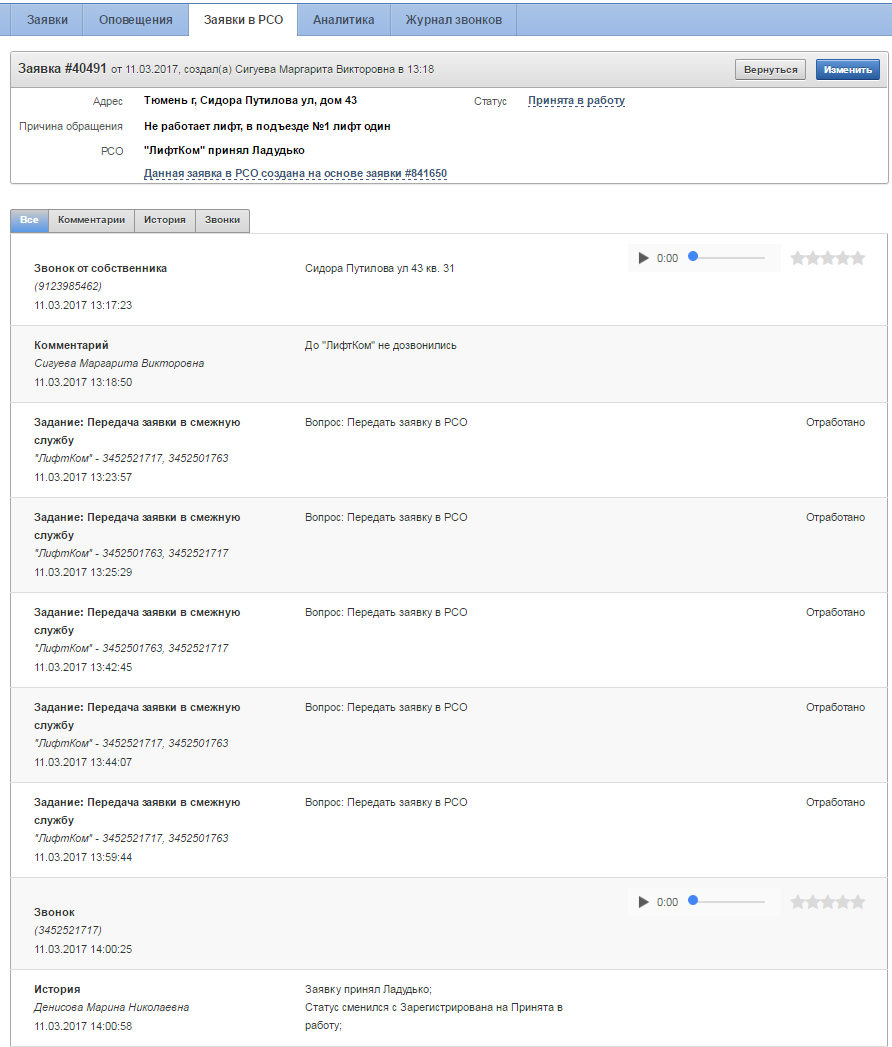 Заявки Оповещения Заявки в РСО Аналитика Журнал звонков
Заявка #40491 от 11.03.2017, создал(а) Сигуева Маргарита Викторовна в 13:18 Вернуться Изменить
Адрес Тюмень г, Сидора Путилова ул, дом 43 Статус Принята в работу
Причина обращения Не работает лифт, в подъезде №1 лифт один
РСО "ЛифтКом" принял Ладудько
Данная заявка в РСО создана на основе заявки #841650
Все Комментарии История Звонки
0:00
Звонок от собственника Сидора Путилова ул 43 кв. 31
(9123985462)
11.03.2017 13:17:23
Комментарий До "ЛифтКом" не дозвонились
Сигуева Маргарита Викторовна
11.03.2017 13:18:50
Задание: Передача заявки в смежную Вопрос: Передать заявку в РСО Отработано
службу
"ЛифтКом" - 3452521717, 3452501763
11.03.2017 13:23:57
Задание: Передача заявки в смежную Вопрос: Передать заявку в РСО Отработано
службу
"ЛифтКом" - 3452501763, 3452521717
11.03.2017 13:25:29
Задание: Передача заявки в смежную Вопрос: Передать заявку в РСО Отработано
службу
"ЛифтКом" - 3452501763, 3452521717
11.03.2017 13:42:45
Задание: Передача заявки в смежную Вопрос: Передать заявку в РСО Отработано
службу
"ЛифтКом" - 3452521717, 3452501763
11.03.2017 13:44:07
Задание: Передача заявки в смежную Вопрос: Передать заявку в РСО Отработано
службу
"ЛифтКом" - 3452521717, 3452501763
11.03.2017 13:59:44
0:00
Звонок
(3452521717)
11.03.2017 14:00:25
История Заявку принял Ладудько;
Денисова Марина Николаевна Статус сменился с Зарегистрирована на Принята в
11.03.2017 14:00:58 работу;